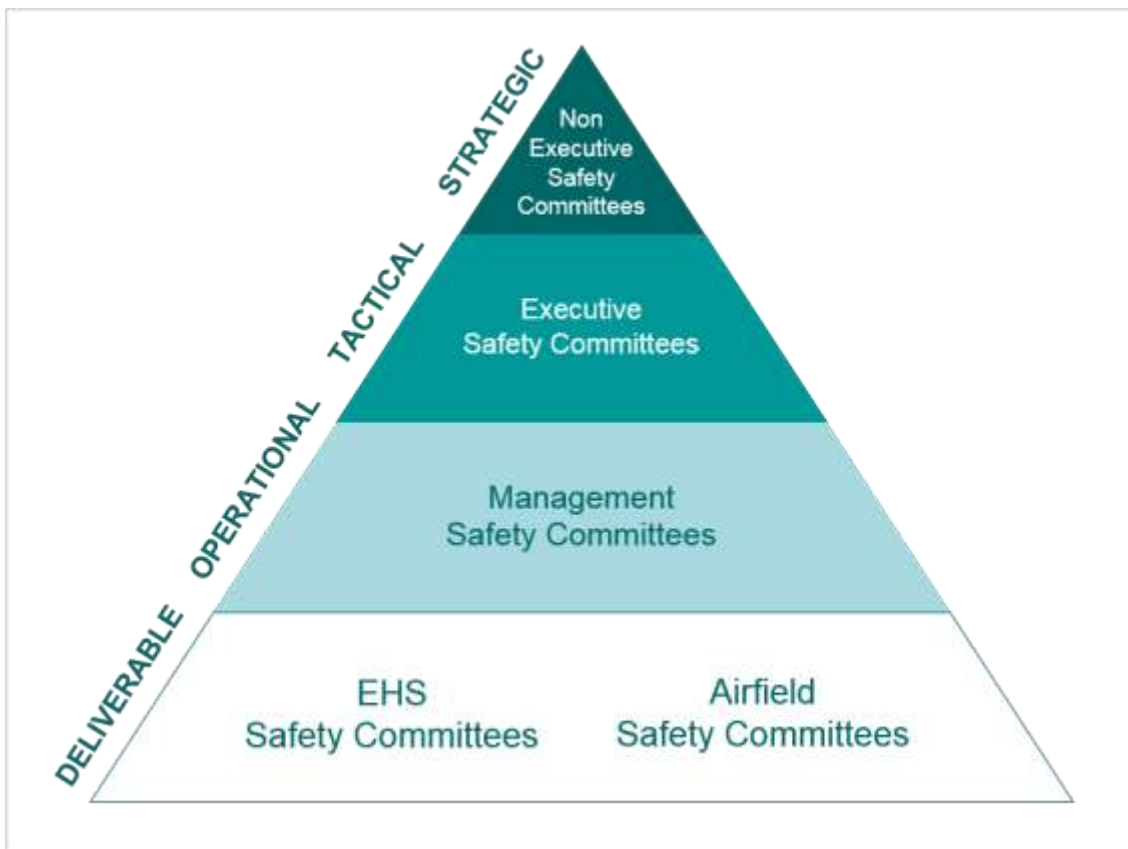 STRATEGIC
Non
Executive
Safety
Committees
TACTICAL
Executive
Safety Committees
OPERATIONAL
Management
Safety Committees
DELIVERABLE
EHS
Safety Committees
Airfield
Safety Committees